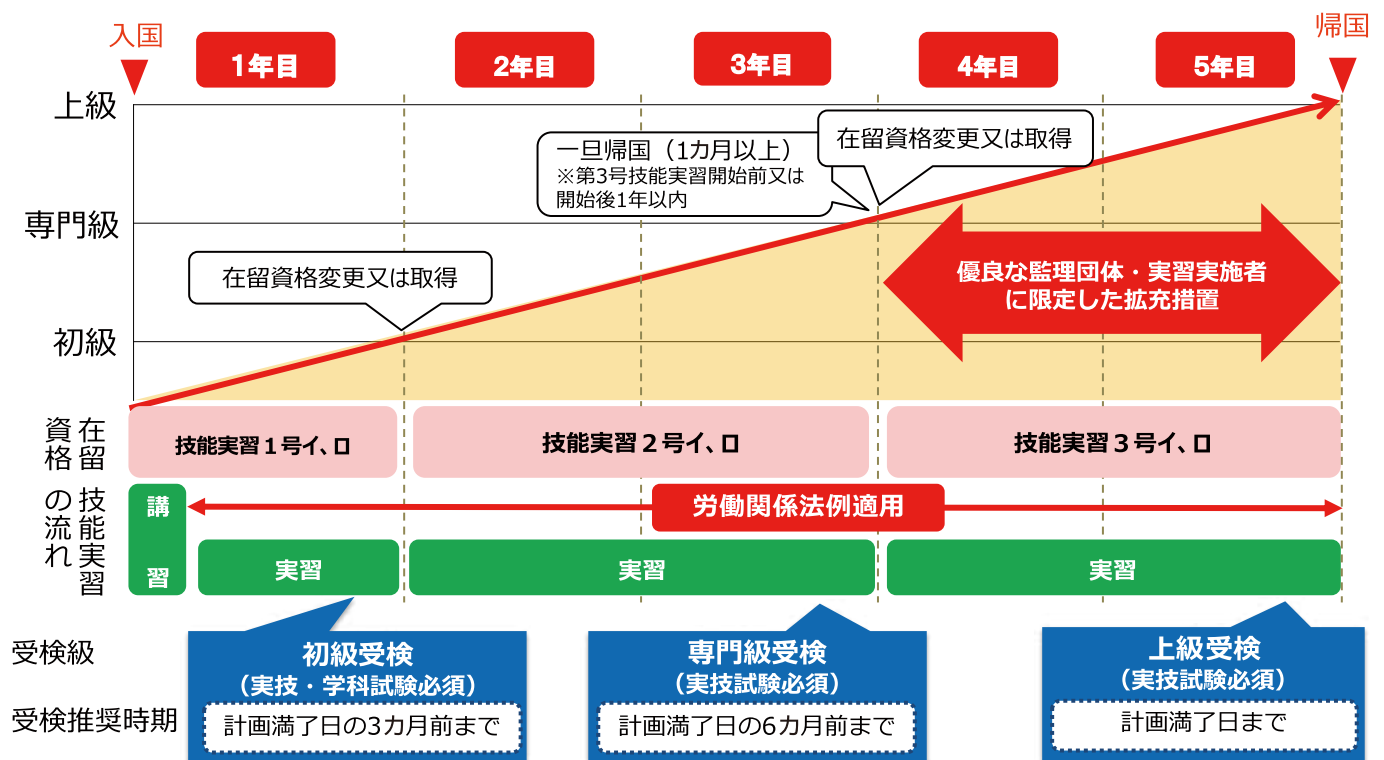 入国
帰国
1年目
2年目
3年目
4年目
5年目
上級
専門級
初級
一旦帰国（1カ月以上）
※第3号技能実習開始前又は
開始後1年以内
在留資格変更又は取得
在留資格変更又は取得
優良な監理団体・実習実施者
に限定した拡充措置
在留
資格
技能実習１号イ、ロ
技能実習２号イ、ロ
技能実習３号イ、ロ
技能実習
の流れ
講習
労働関係法例適用
実習
実習
実習
受検級
受検推奨時期
初級受検
（実技・学科試験必須）
計画満了日の3カ月前まで
専門級受検
（実技試験必須）
計画満了日の6カ月前まで
上級受検
（実技試験必須）
計画満了日まで